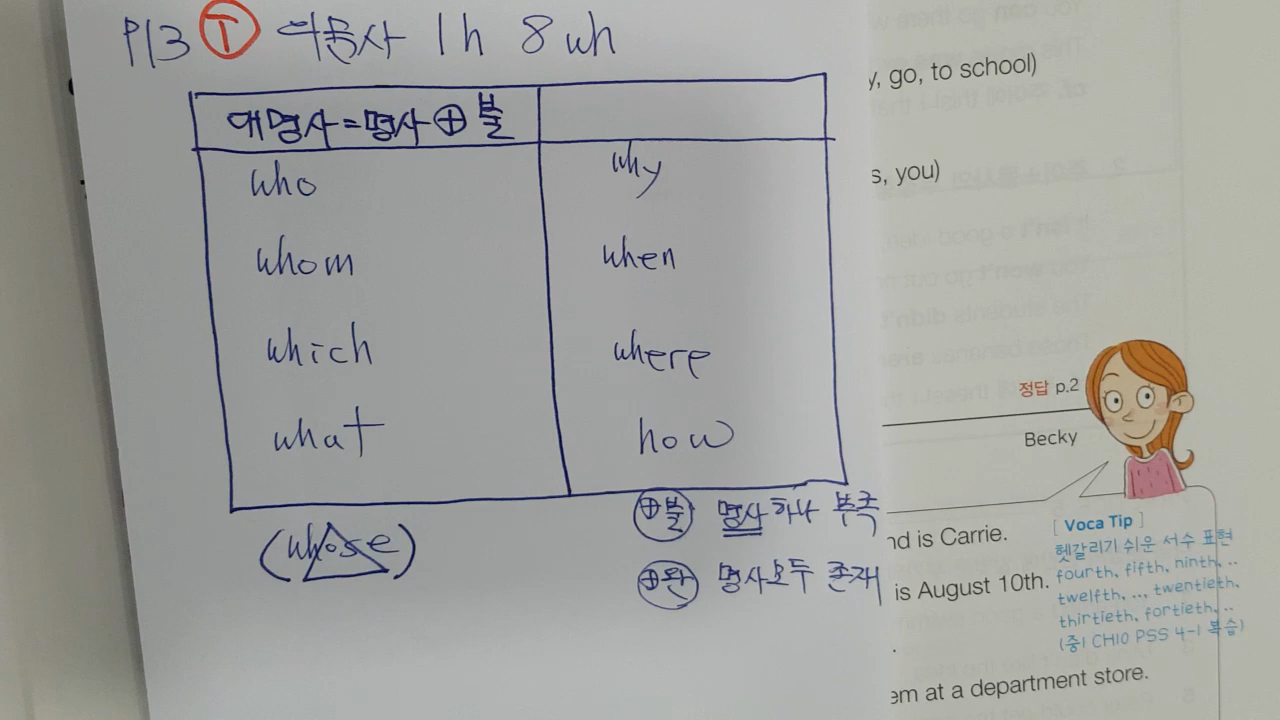 P13 Ⓣ 의문사 1h 8wh
대명사=명사 ⊕ 불
who why
whom when
which where
what how
(whose)
⊕불 명사 하나 부족
⊕완 명사 모두 존재
go, to school)
s, you)
정답 p.2
Becky
is Carrie.
is August 10th.
em at a department store.
[ Voca Tip ]
헷갈리기 쉬운 서수 표현
fourth, fifth, ninth, ..
twelfth, .., twentieth,
thirtieth, fortieth, ..
(중1 CH10 PSS 4-1 복습)